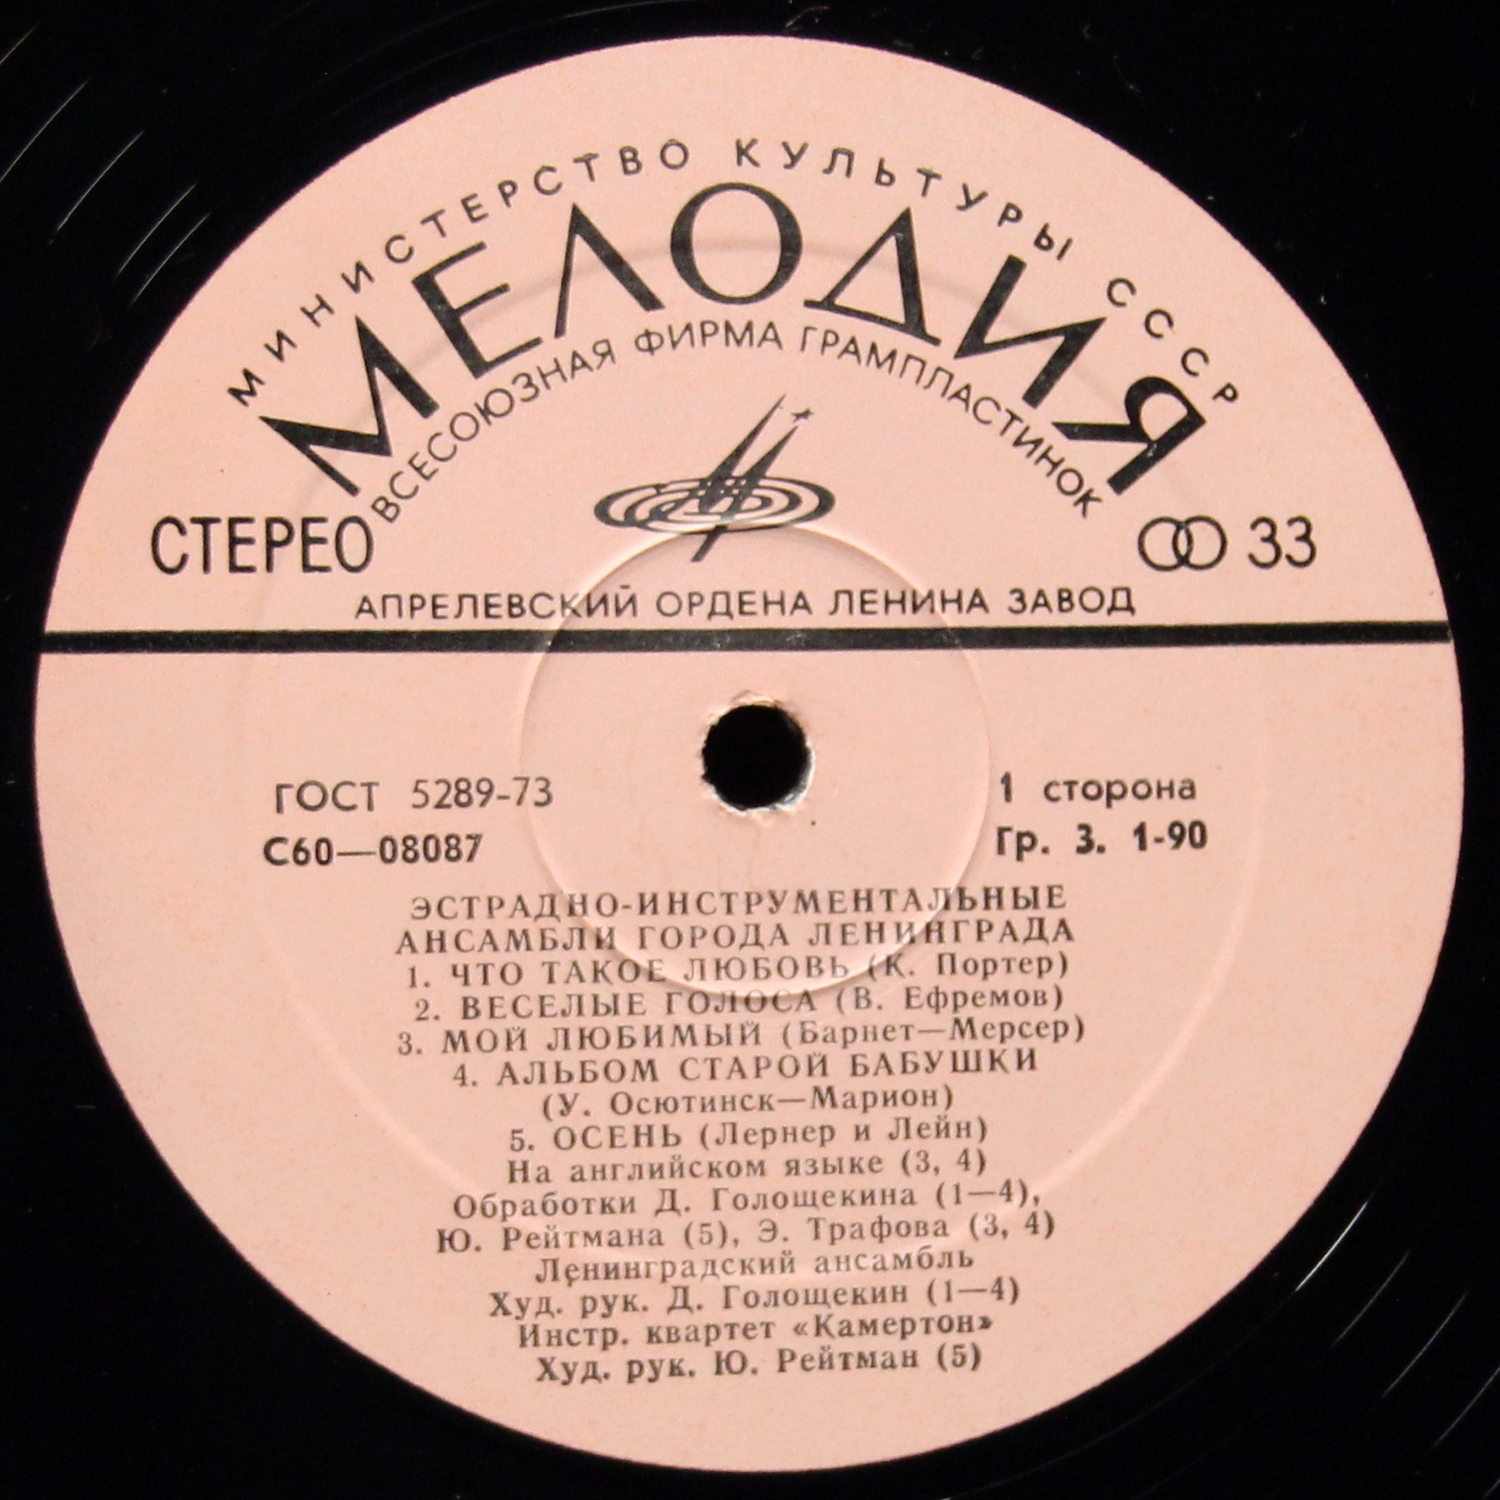 МИНИСТЕРСТВО КУЛЬТУРЫ СССР
МЕЛОДИЯ
ВСЕСОЮЗНАЯ ФИРМА ГРАМПЛАСТИНОК
СТЕРЕО
33
АПРЕЛЕВСКИЙ ОРДЕНА ЛЕНИНА ЗАВОД
ГОСТ 5289-73
1 сторона
С60—08087
Гр. 3. 1-90
ЭСТРАДНО-ИНСТРУМЕНТАЛЬНЫЕ
АНСАМБЛИ ГОРОДА ЛЕНИНГРАДА
1. ЧТО ТАКОЕ ЛЮБОВЬ (К. Портер)
2. ВЕСЕЛЫЕ ГОЛОСА (В. Ефремов)
3. МОЙ ЛЮБИМЫЙ (Барнет—Мерсер)
4. АЛЬБОМ СТАРОЙ БАБУШКИ
(У. Осютинск—Марион)
5. ОСЕНЬ (Лернер и Лейн)
На английском языке (3, 4)
Обработки Д. Голощекина (1—4),
Ю. Рейтмана (5), Э. Трафова (3, 4)
Ленинградский ансамбль
Худ. рук. Д. Голощекин (1—4)
Инстр. квартет «Камертон»
Худ. рук. Ю. Рейтман (5)